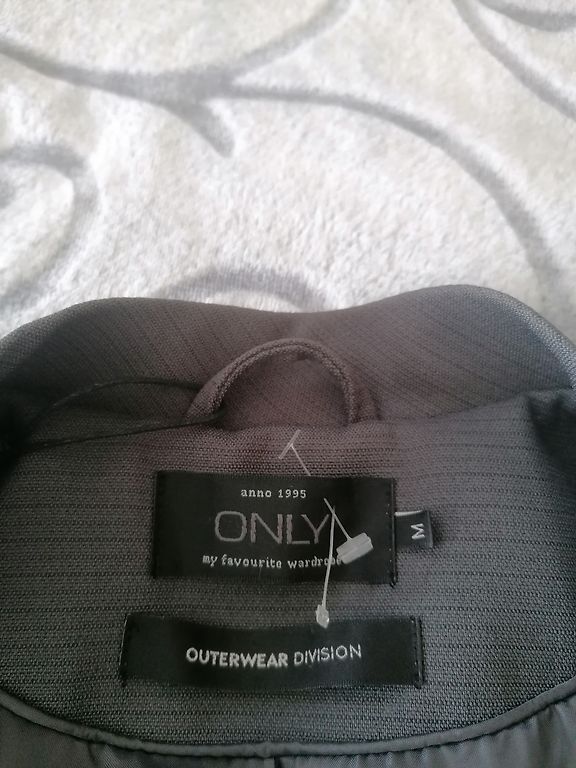 anno 1995
ONLY
my favourite wardrobe
M
OUTERWEAR DIVISION